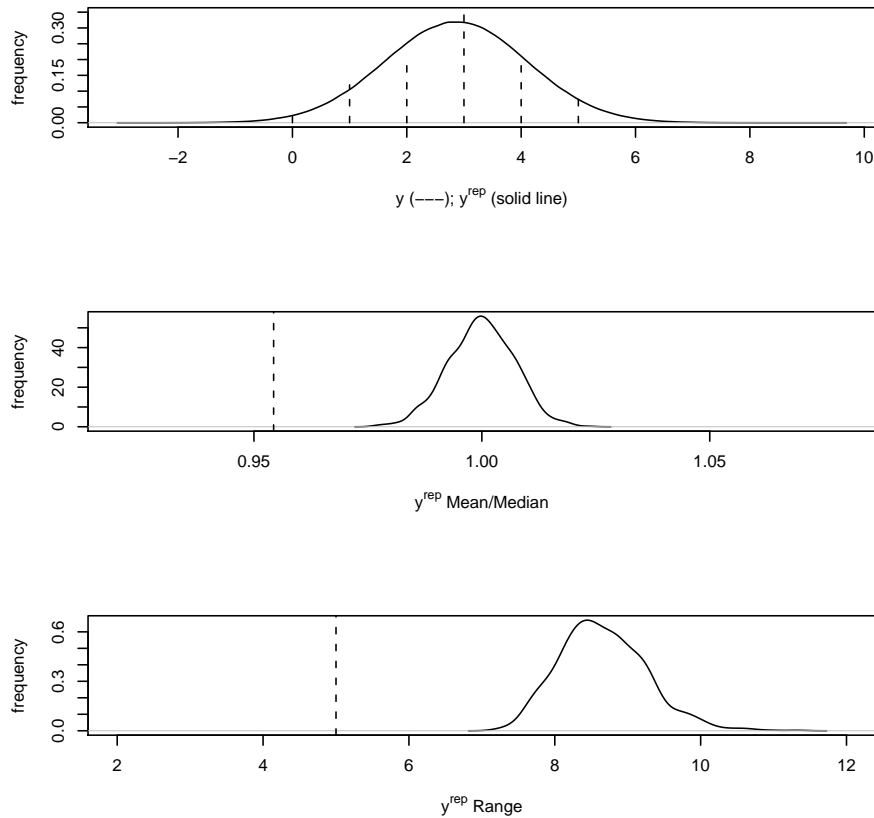 frequency
0.00 0.15 0.30
−2 0 2 4 6 8 10
y (−−−); y^rep (solid line)
frequency
0 20 40
0.95 1.00 1.05
y^rep Mean/Median
frequency
0.0 0.3 0.6
2 4 6 8 10 12
y^rep Range